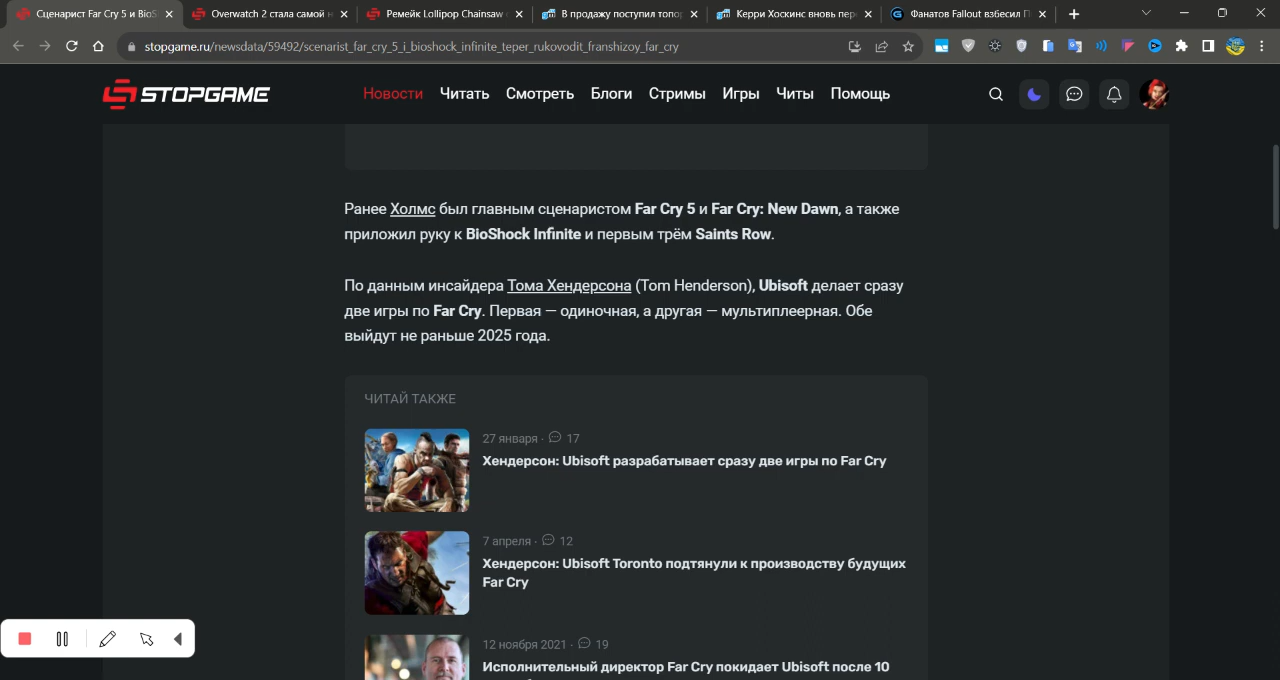 Сценарист Far Cry 5 и BioS
Overwatch 2 стала самой н
Ремейк Lollipop Chainsaw
В продажу поступил топор
Керри Хоскинс вновь пер
Фанатов Fallout взбесил П
stopgame.ru/newsdata/59492/scenarist_far_cry_5_i_bioshock_infinite_teper_rukovodit_franshizoy_far_cry
STOPGAME
Новости Читать Смотреть Блоги Стримы Игры Читы Помощь
Ранее Холмс был главным сценаристом Far Cry 5 и Far Cry: New Dawn, а также
приложил руку к BioShock Infinite и первым трём Saints Row.
По данным инсайдера Тома Хендерсона (Tom Henderson), Ubisoft делает сразу
две игры по Far Cry. Первая — одиночная, а другая — мультиплеерная. Обе
выйдут не раньше 2025 года.
ЧИТАЙ ТАКЖЕ
27 января · 17
Хендерсон: Ubisoft разрабатывает сразу две игры по Far Cry
7 апреля · 12
Хендерсон: Ubisoft Toronto подтянули к производству будущих
Far Cry
12 ноября 2021 · 19
Исполнительный директор Far Cry покидает Ubisoft после 10